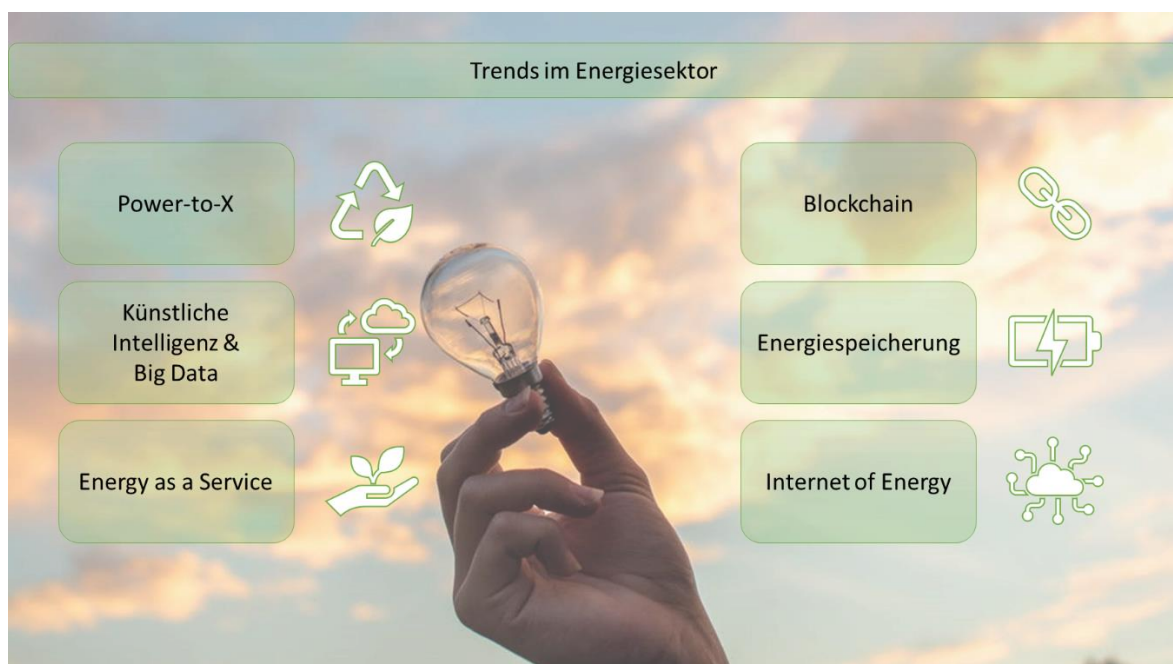 Trends im Energiesektor
Power-to-X
Künstliche
Intelligenz &
Big Data
Energy as a Service
Blockchain
Energiespeicherung
Internet of Energy